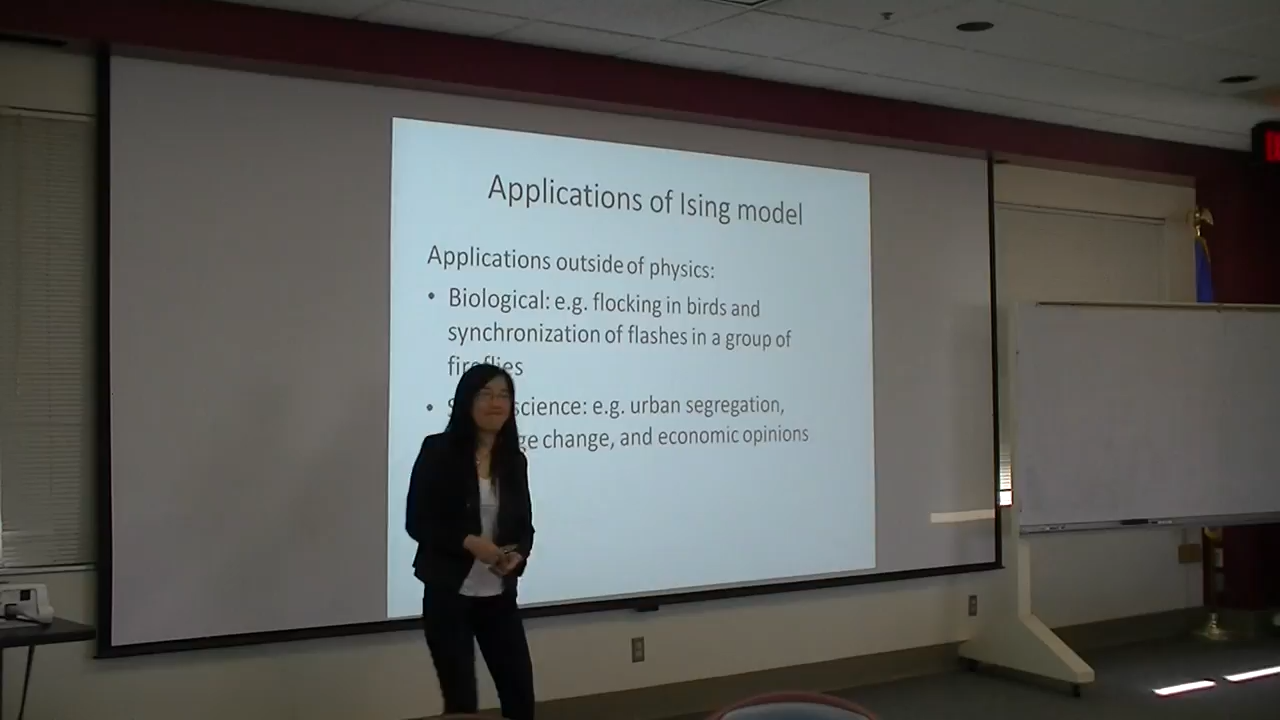 Applications of Ising model
Applications outside of physics:
• Biological: e.g. flocking in birds and
synchronization of flashes in a group of
fireflies
• science: e.g. urban segregation,
change, and economic opinions